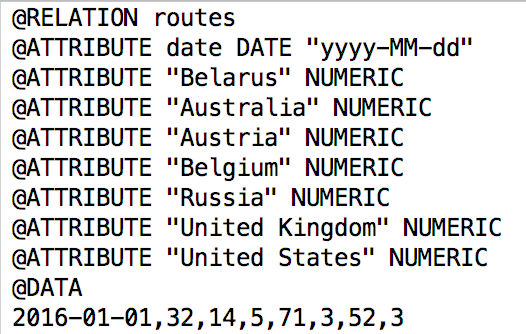 @RELATION routes
@ATTRIBUTE date DATE "yyyy-MM-dd"
@ATTRIBUTE "Belarus" NUMERIC
@ATTRIBUTE "Australia" NUMERIC
@ATTRIBUTE "Austria" NUMERIC
@ATTRIBUTE "Belgium" NUMERIC
@ATTRIBUTE "Russia" NUMERIC
@ATTRIBUTE "United Kingdom" NUMERIC
@ATTRIBUTE "United States" NUMERIC
@DATA
2016-01-01,32,14,5,71,3,52,3